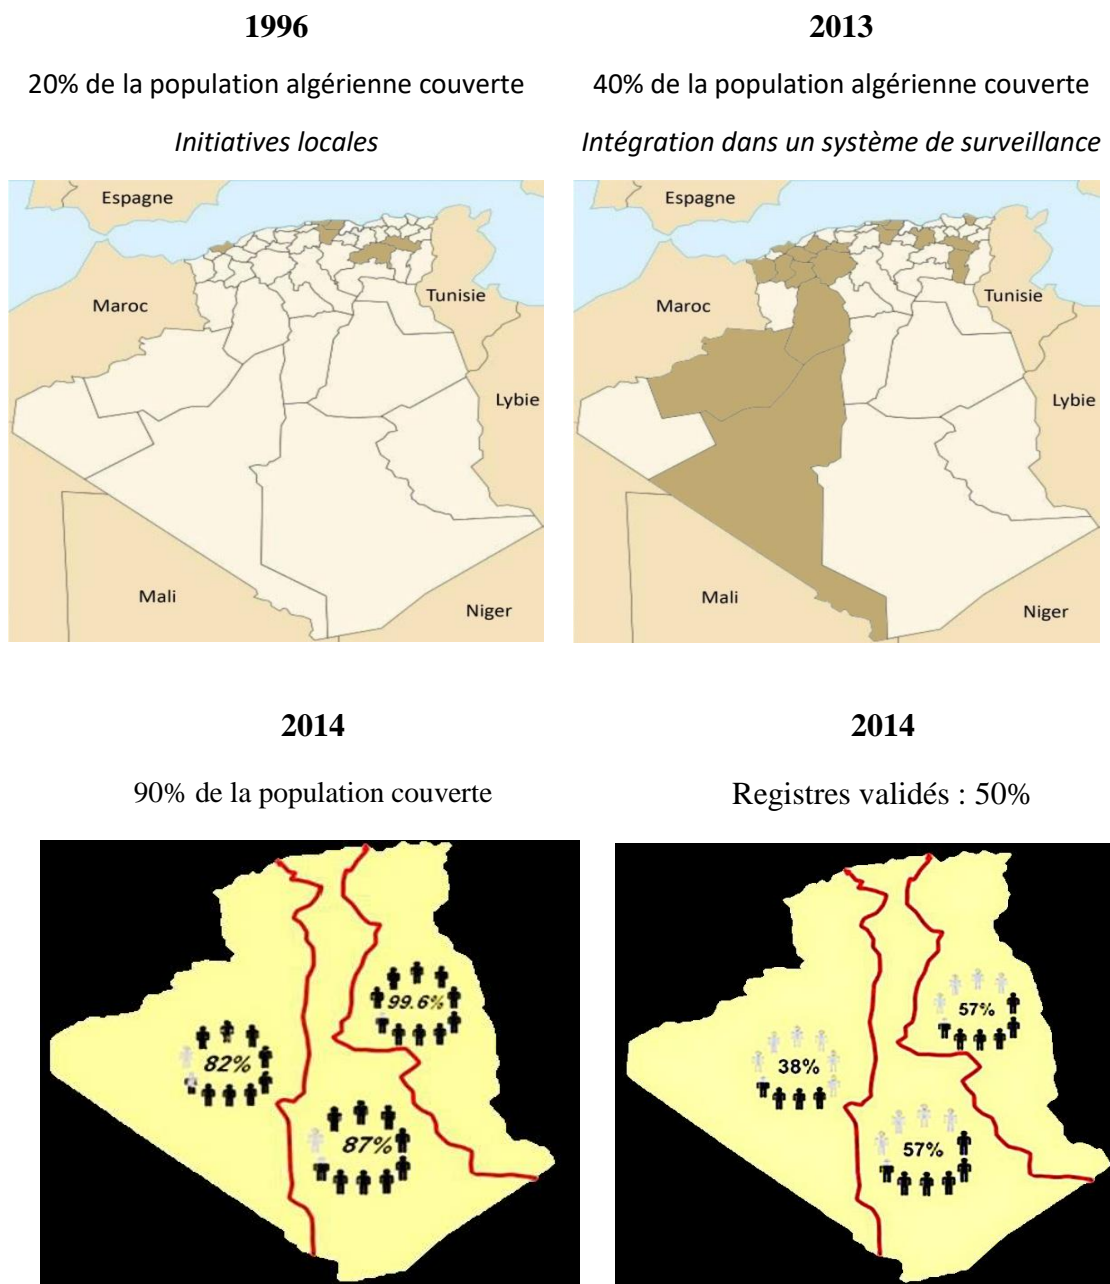 1996
20% de la population algérienne couverte
Initiatives locales
Espagne
Maroc
Tunisie
Lybie
Mali
Niger
2013
40% de la population algérienne couverte
Intégration dans un système de surveillance
Espagne
Maroc
Tunisie
Lybie
Mali
Niger
2014
90% de la population couverte
99.6%
82%
87%
2014
Registres validés : 50%
57%
38%
57%